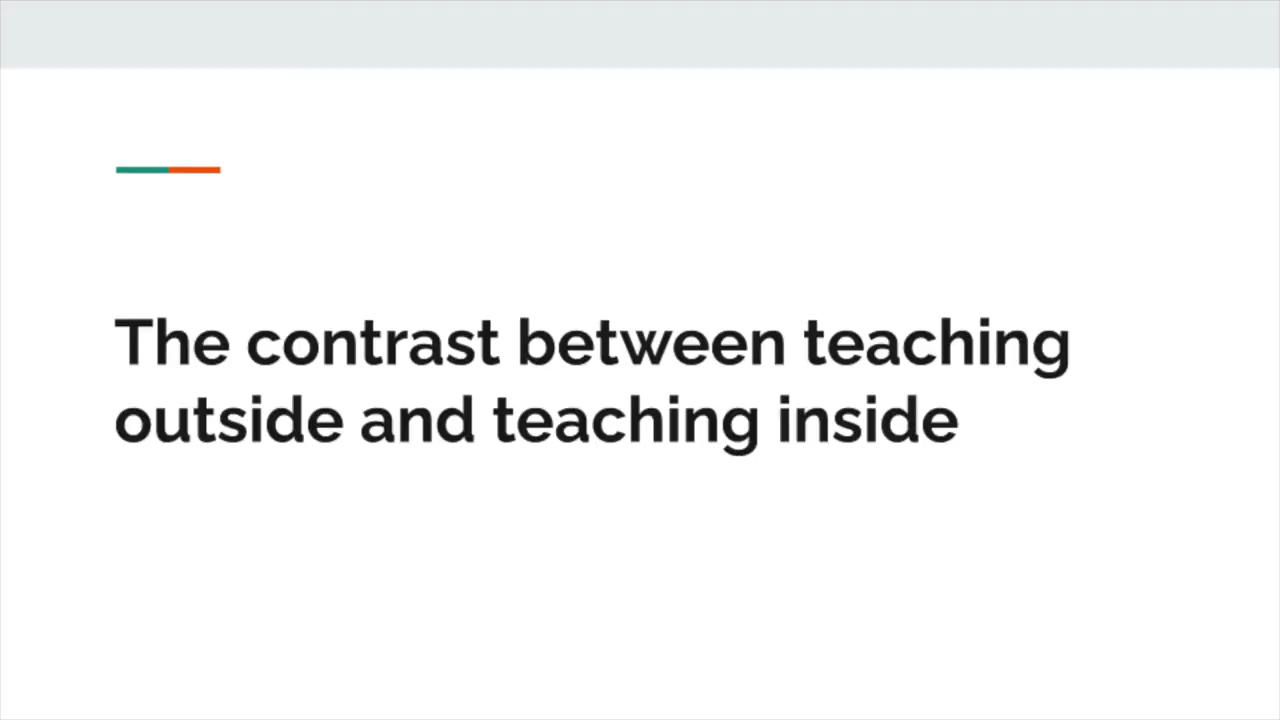 The contrast between teaching
outside and teaching inside